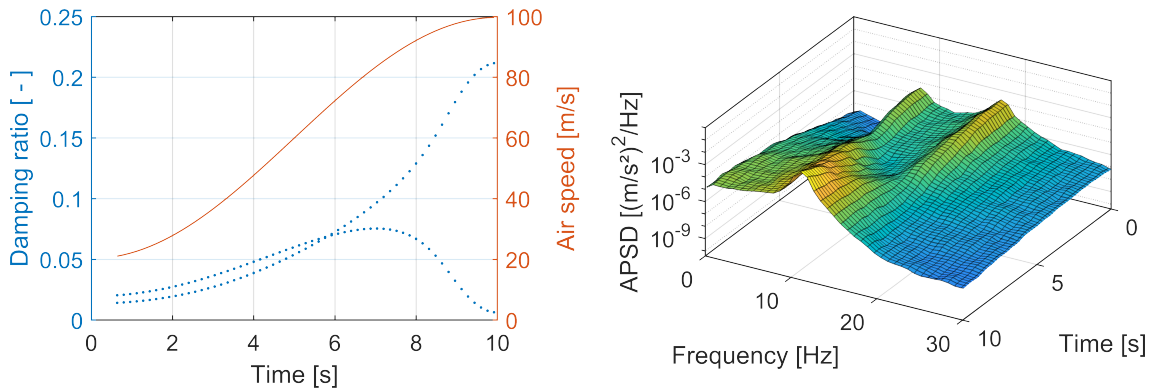 Damping ratio [ - ]
0.25
0.2
0.15
0.1
0.05
0
0 2 4 6 8 10
Time [s]
100
80
60
40
20
0
Air speed [m/s]
APSD [(m/s²)²/Hz]
10⁻³
10⁻⁶
10⁻⁹
0 10 20 30
Frequency [Hz]
0
5
10
Time [s]